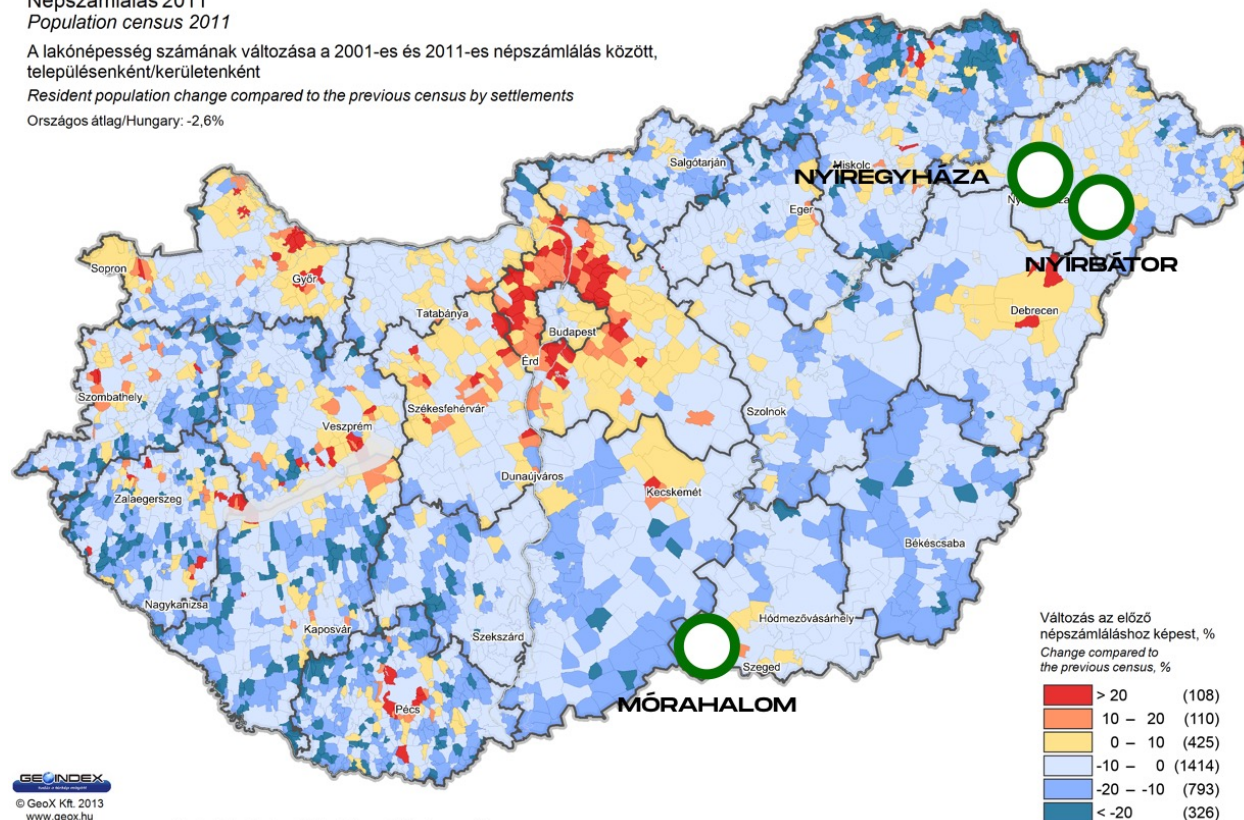 Népszámlálás 2011
Population census 2011
A lakónépesség számának változása a 2001-es és 2011-es népszámlálás között,
településenként/kerületenként
Resident population change compared to the previous census by settlements
Országos átlag/Hungary: -2,6%
Salgótarján
Miskolc
NYÍREGYHÁZA
Eger
NYÍRBÁTOR
Sopron
Győr
Tatabánya
Budapest
Debrecen
Érd
Szombathely
Székesfehérvár
Szolnok
Veszprém
Dunaújváros
Kecskemét
Zalaegerszeg
Békéscsaba
Nagykanizsa
Kaposvár
Szekszárd
Hódmezővásárhely
Szeged
MÓRAHALOM
Pécs
Változás az előző
népszámláláshoz képest, %
Change compared to
the previous census, %
> 20 (108)
10 – 20 (110)
0 – 10 (425)
-10 – 0 (1414)
-20 – -10 (793)
< -20 (326)
GEOINDEX
© GeoX Kft. 2013
www.geox.hu